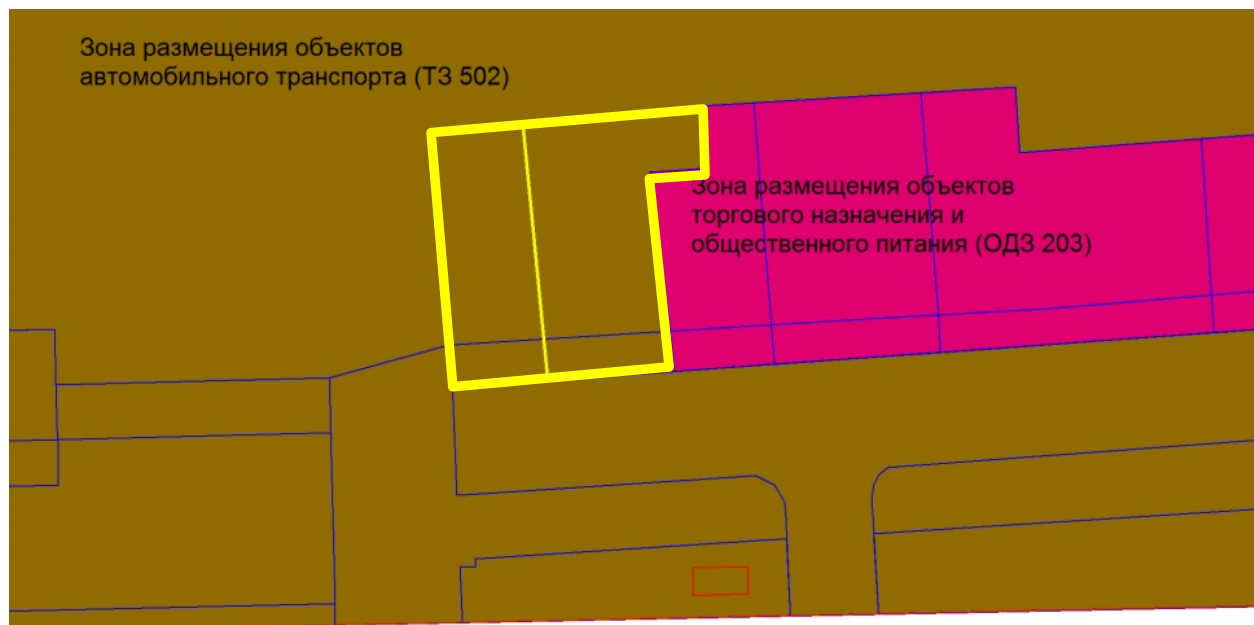 Зона размещения объектов
автомобильного транспорта (ТЗ 502)
Зона размещения объектов
торгового назначения и
общественного питания (ОДЗ 203)